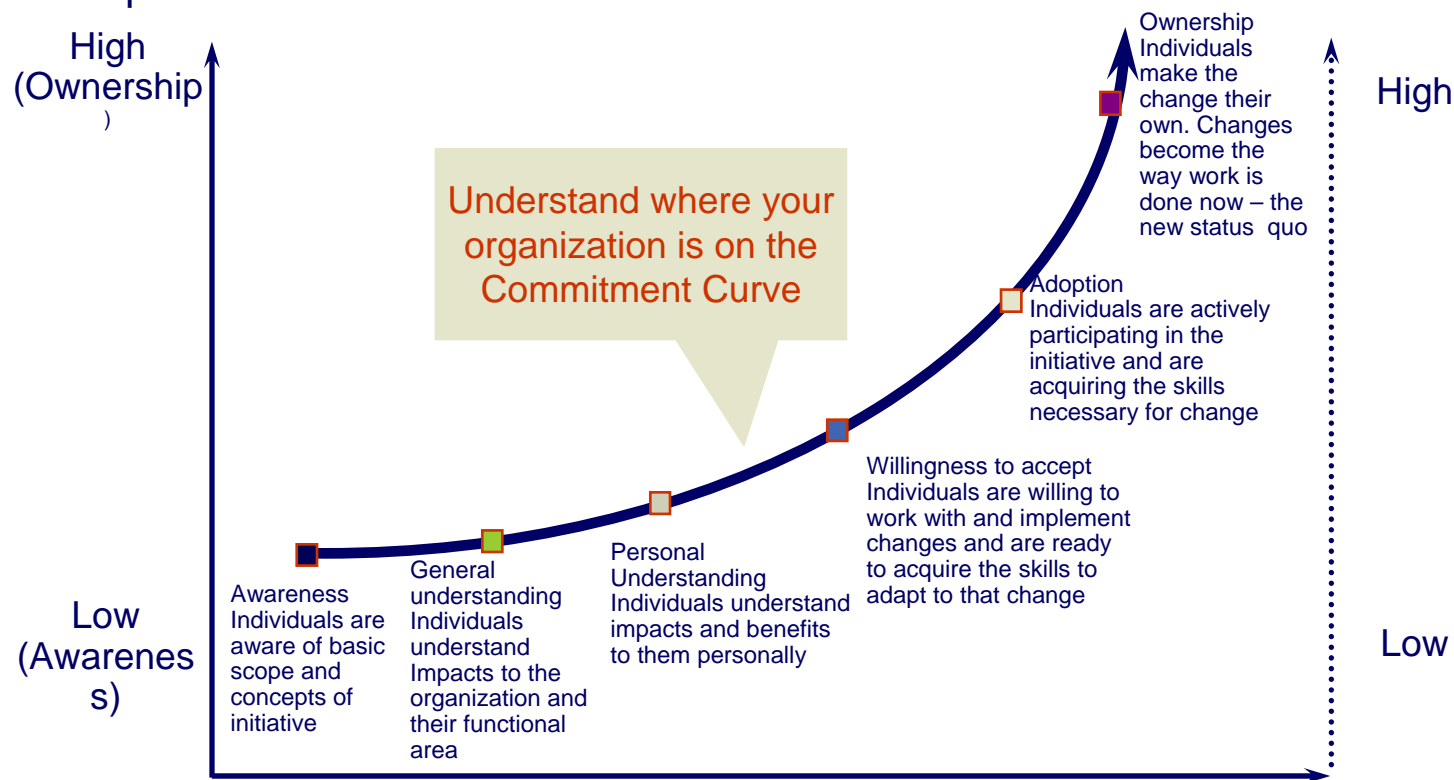 High
(Ownership
)
Low
(Awarenes
s)
Understand where your
organization is on the
Commitment Curve
Awareness
Individuals are
aware of basic
scope and
concepts of
initiative
General
understanding
Individuals
understand
Impacts to the
organization and
their functional
area
Personal
Understanding
Individuals understand
impacts and benefits
to them personally
Willingness to accept
Individuals are willing to
work with and implement
changes and are ready
to acquire the skills to
adapt to that change
Adoption
Individuals are actively
participating in the
initiative and are
acquiring the skills
necessary for change
Ownership
Individuals
make the
change their
own. Changes
become the
way work is
done now – the
new status quo
High
Low